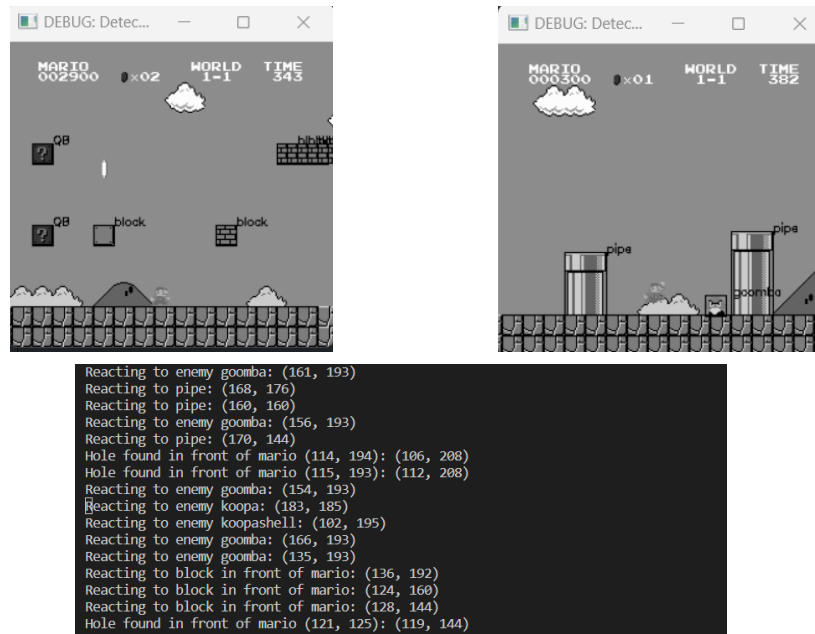 DEBUG: Detec...
MARIO WORLD TIME
002900 ×02 1-1 343
QB
?
QB
?
block
block
DEBUG: Detec...
MARIO WORLD TIME
000300 ×01 1-1 382
pipe
pipe
goomba
Reacting to enemy goomba: (161, 193)
Reacting to pipe: (168, 176)
Reacting to pipe: (160, 160)
Reacting to enemy goomba: (156, 193)
Reacting to pipe: (170, 144)
Hole found in front of mario (114, 194): (106, 208)
Hole found in front of mario (115, 193): (112, 208)
Reacting to enemy goomba: (154, 193)
Reacting to enemy koopa: (183, 185)
Reacting to enemy koopashell: (102, 195)
Reacting to enemy goomba: (166, 193)
Reacting to enemy goomba: (135, 193)
Reacting to block in front of mario: (136, 192)
Reacting to block in front of mario: (124, 160)
Reacting to block in front of mario: (128, 144)
Hole found in front of mario (121, 125): (119, 144)